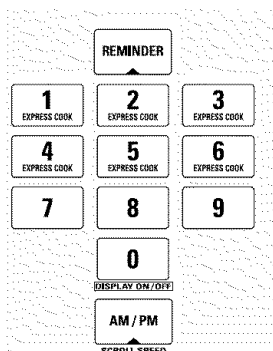 REMINDER
1 2 3
EXPRESS COOK EXPRESS COOK EXPRESS COOK
4 5 6
EXPRESS COOK EXPRESS COOK EXPRESS COOK
7 8 9
0
DISPLAY ON/OFF
AM / PM
SCROLL SPEED